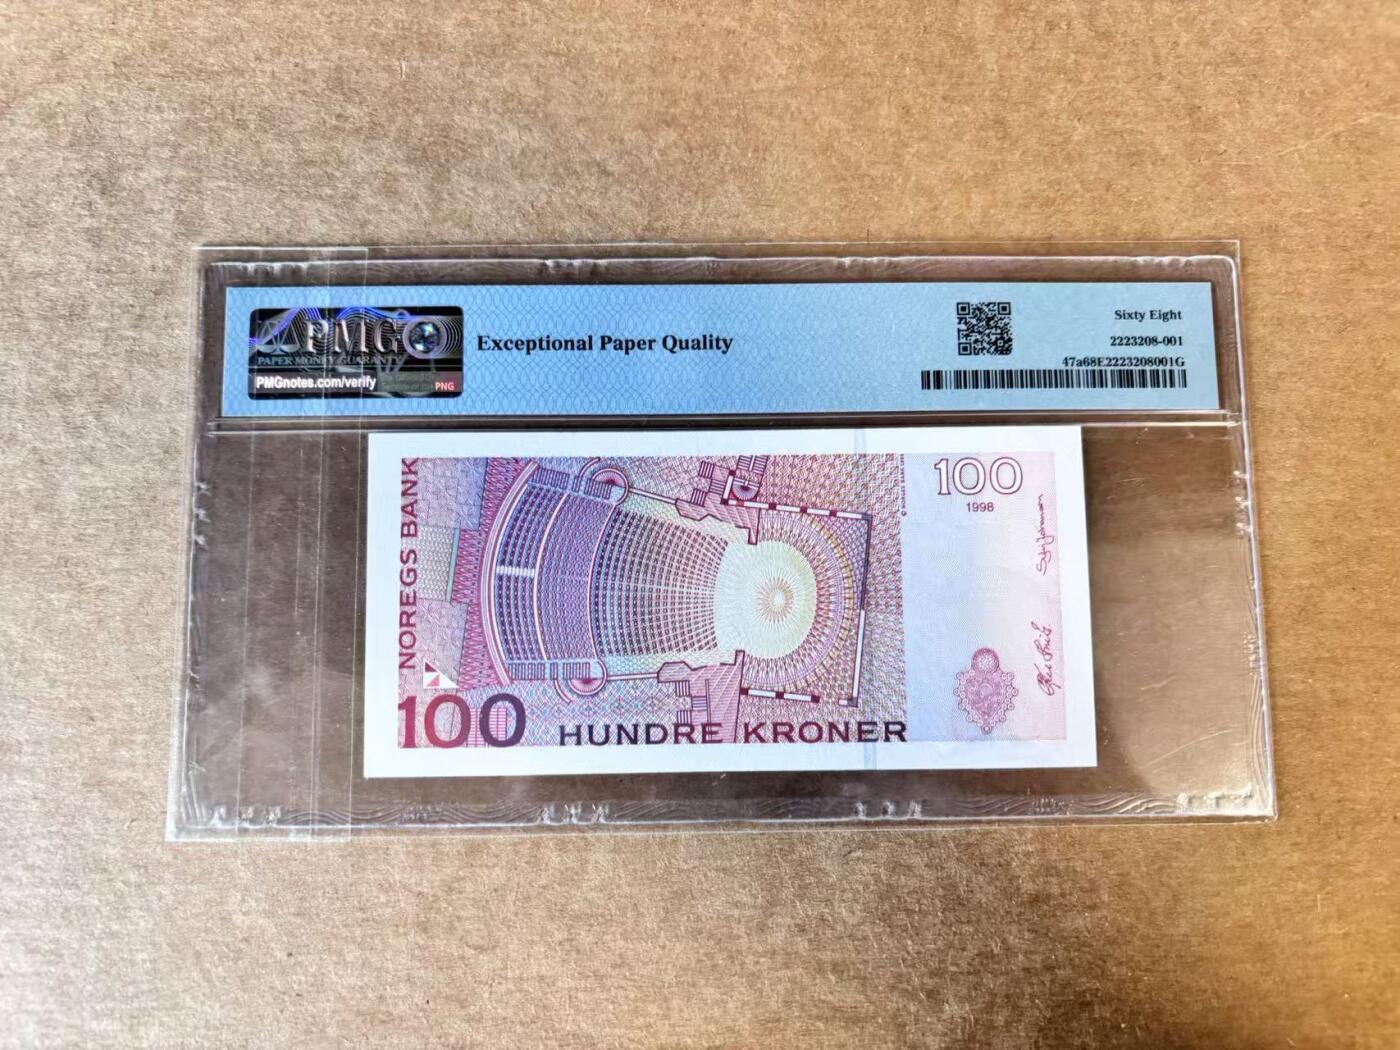 PMG
PAPER MONEY GUARANTY
PMGnotes.com/verify
PNG
Exceptional Paper Quality
Sixty Eight
2223208-001
47a68E2223208001G
NOREGS BANK
100
1998
100
HUNDRE KRONER